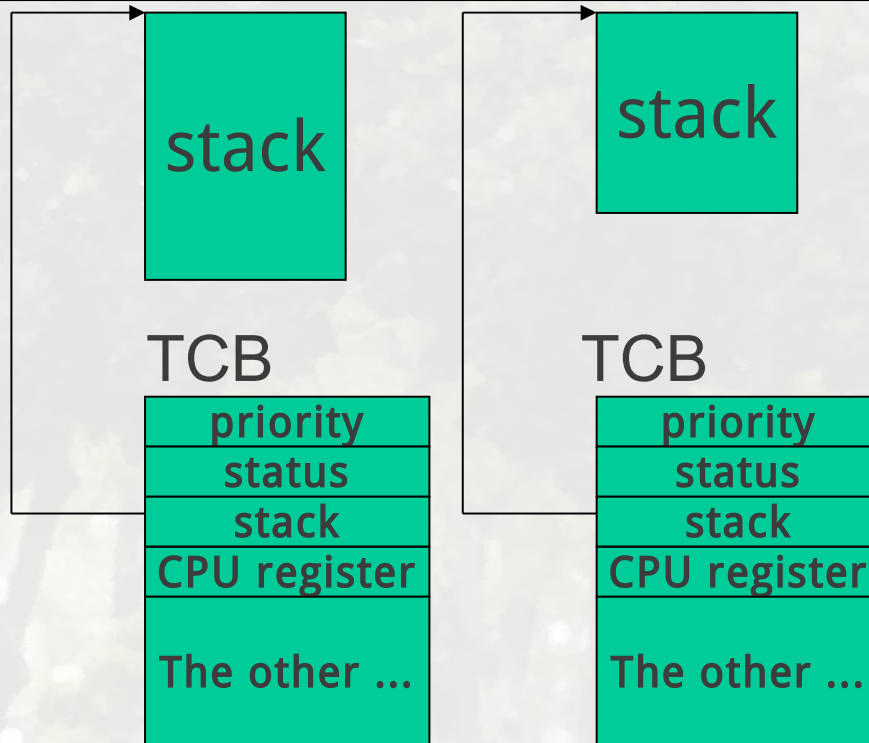 stack
TCB
priority
status
stack
CPU register
The other ...
stack
TCB
priority
status
stack
CPU register
The other ...